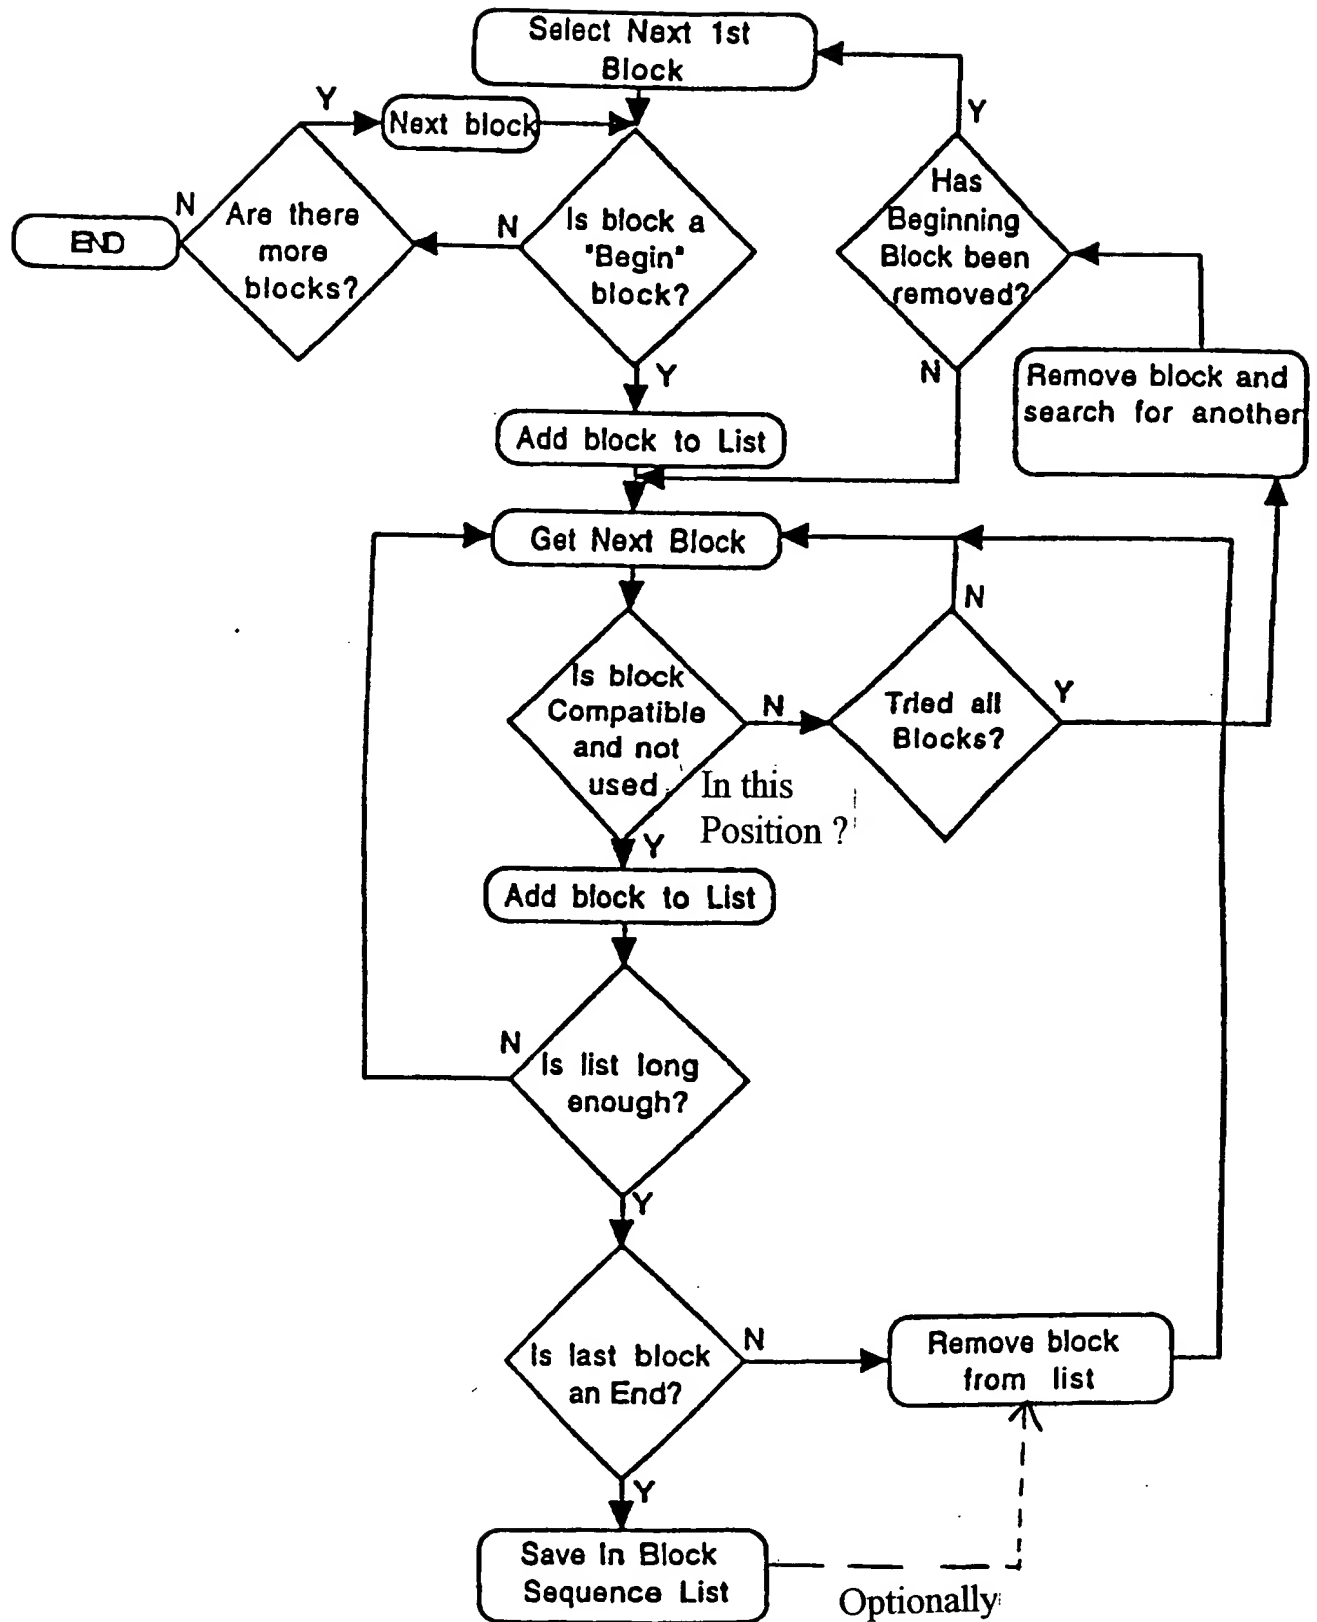 Select Next 1st
Block
Y
Next block
Y
N
Are there
more
blocks?
END
N
Is block a
"Begin"
block?
Has
Beginning
Block been
removed?
Y
N
Remove block and
search for another
Add block to List
Get Next Block
N
Is block
Compatible
and not
used
In this
Position ?
N
Tried all
Blocks?
Y
Y
Add block to List
N
Is list long
enough?
Y
Is last block
an End?
N
Remove block
from list
Y
Save In Block
Sequence List
Optionally